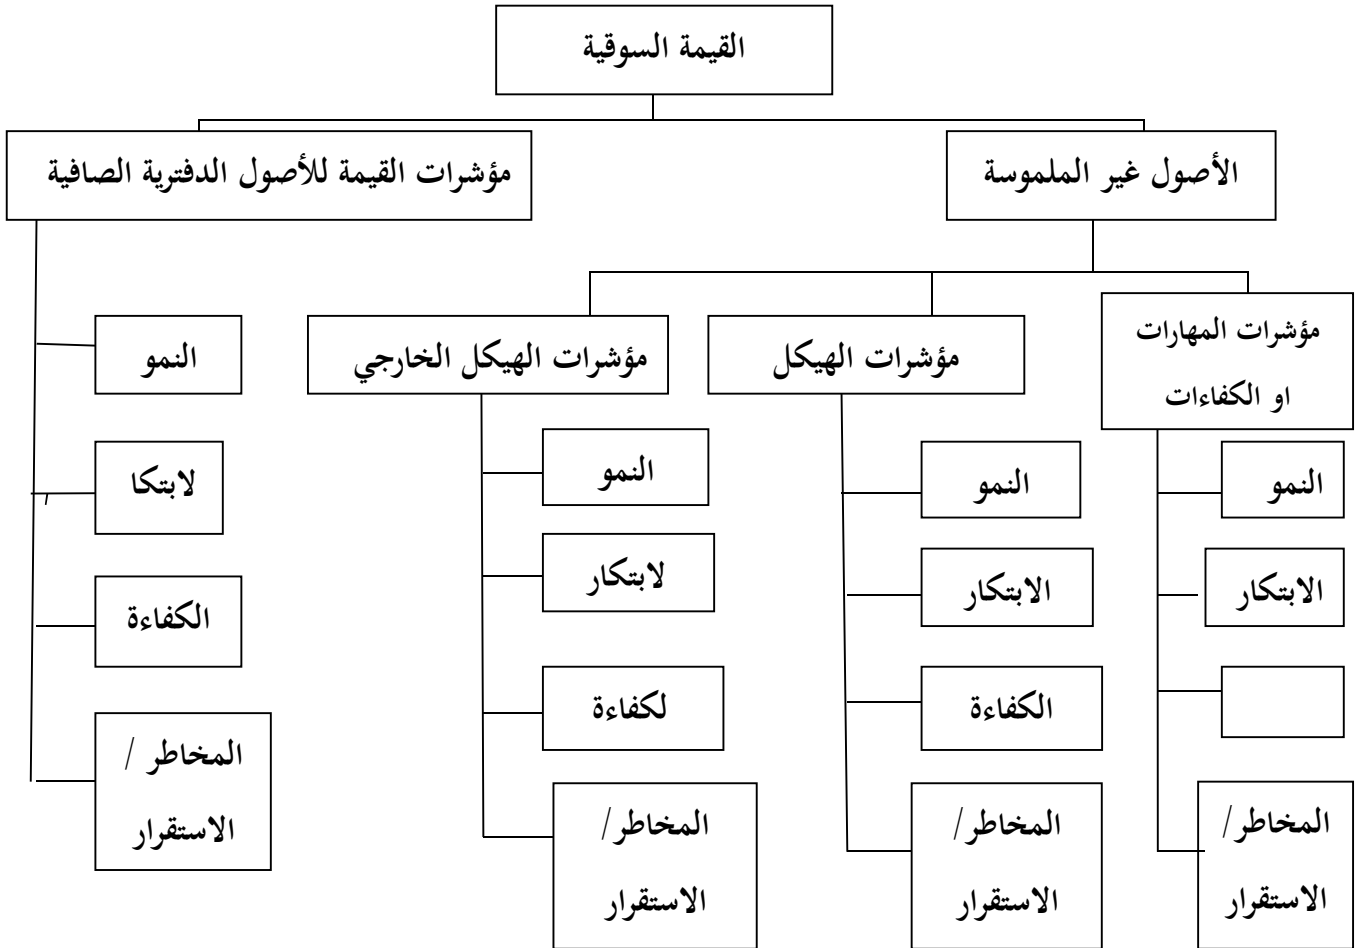 القيمة السوقية
الأصول غير الملموسة
مؤشرات القيمة للأصول الدفترية الصافية
مؤشرات المهارات
او الكفاءات
مؤشرات الهيكل
مؤشرات الهيكل الخارجي
النمو
الابتكار
المخاطر/
الاستقرار
النمو
الابتكار
الكفاءة
المخاطر/
الاستقرار
النمو
لابتكار
لكفاءة
المخاطر/
الاستقرار
النمو
لابتكا
الكفاءة
المخاطر /
الاستقرار